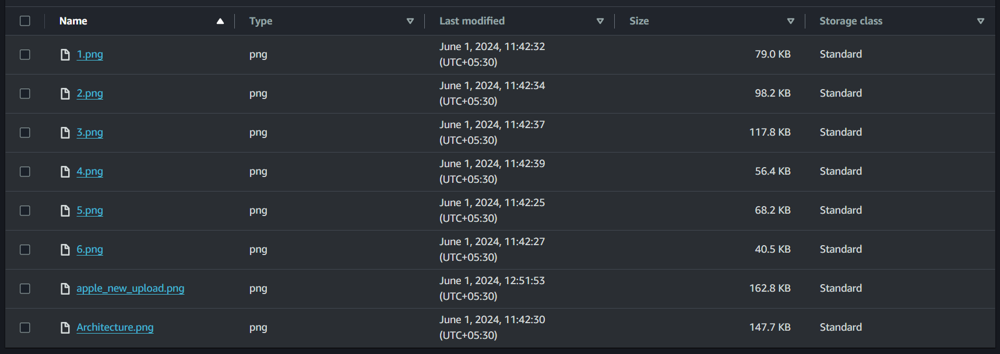 Name Type Last modified Size Storage class
1.png png June 1, 2024, 11:42:32 (UTC+05:30) 79.0 KB Standard
2.png png June 1, 2024, 11:42:34 (UTC+05:30) 98.2 KB Standard
3.png png June 1, 2024, 11:42:37 (UTC+05:30) 117.8 KB Standard
4.png png June 1, 2024, 11:42:39 (UTC+05:30) 56.4 KB Standard
5.png png June 1, 2024, 11:42:25 (UTC+05:30) 68.2 KB Standard
6.png png June 1, 2024, 11:42:27 (UTC+05:30) 40.5 KB Standard
apple_new_upload.png png June 1, 2024, 12:51:53 (UTC+05:30) 162.8 KB Standard
Architecture.png png June 1, 2024, 11:42:30 (UTC+05:30) 147.7 KB Standard